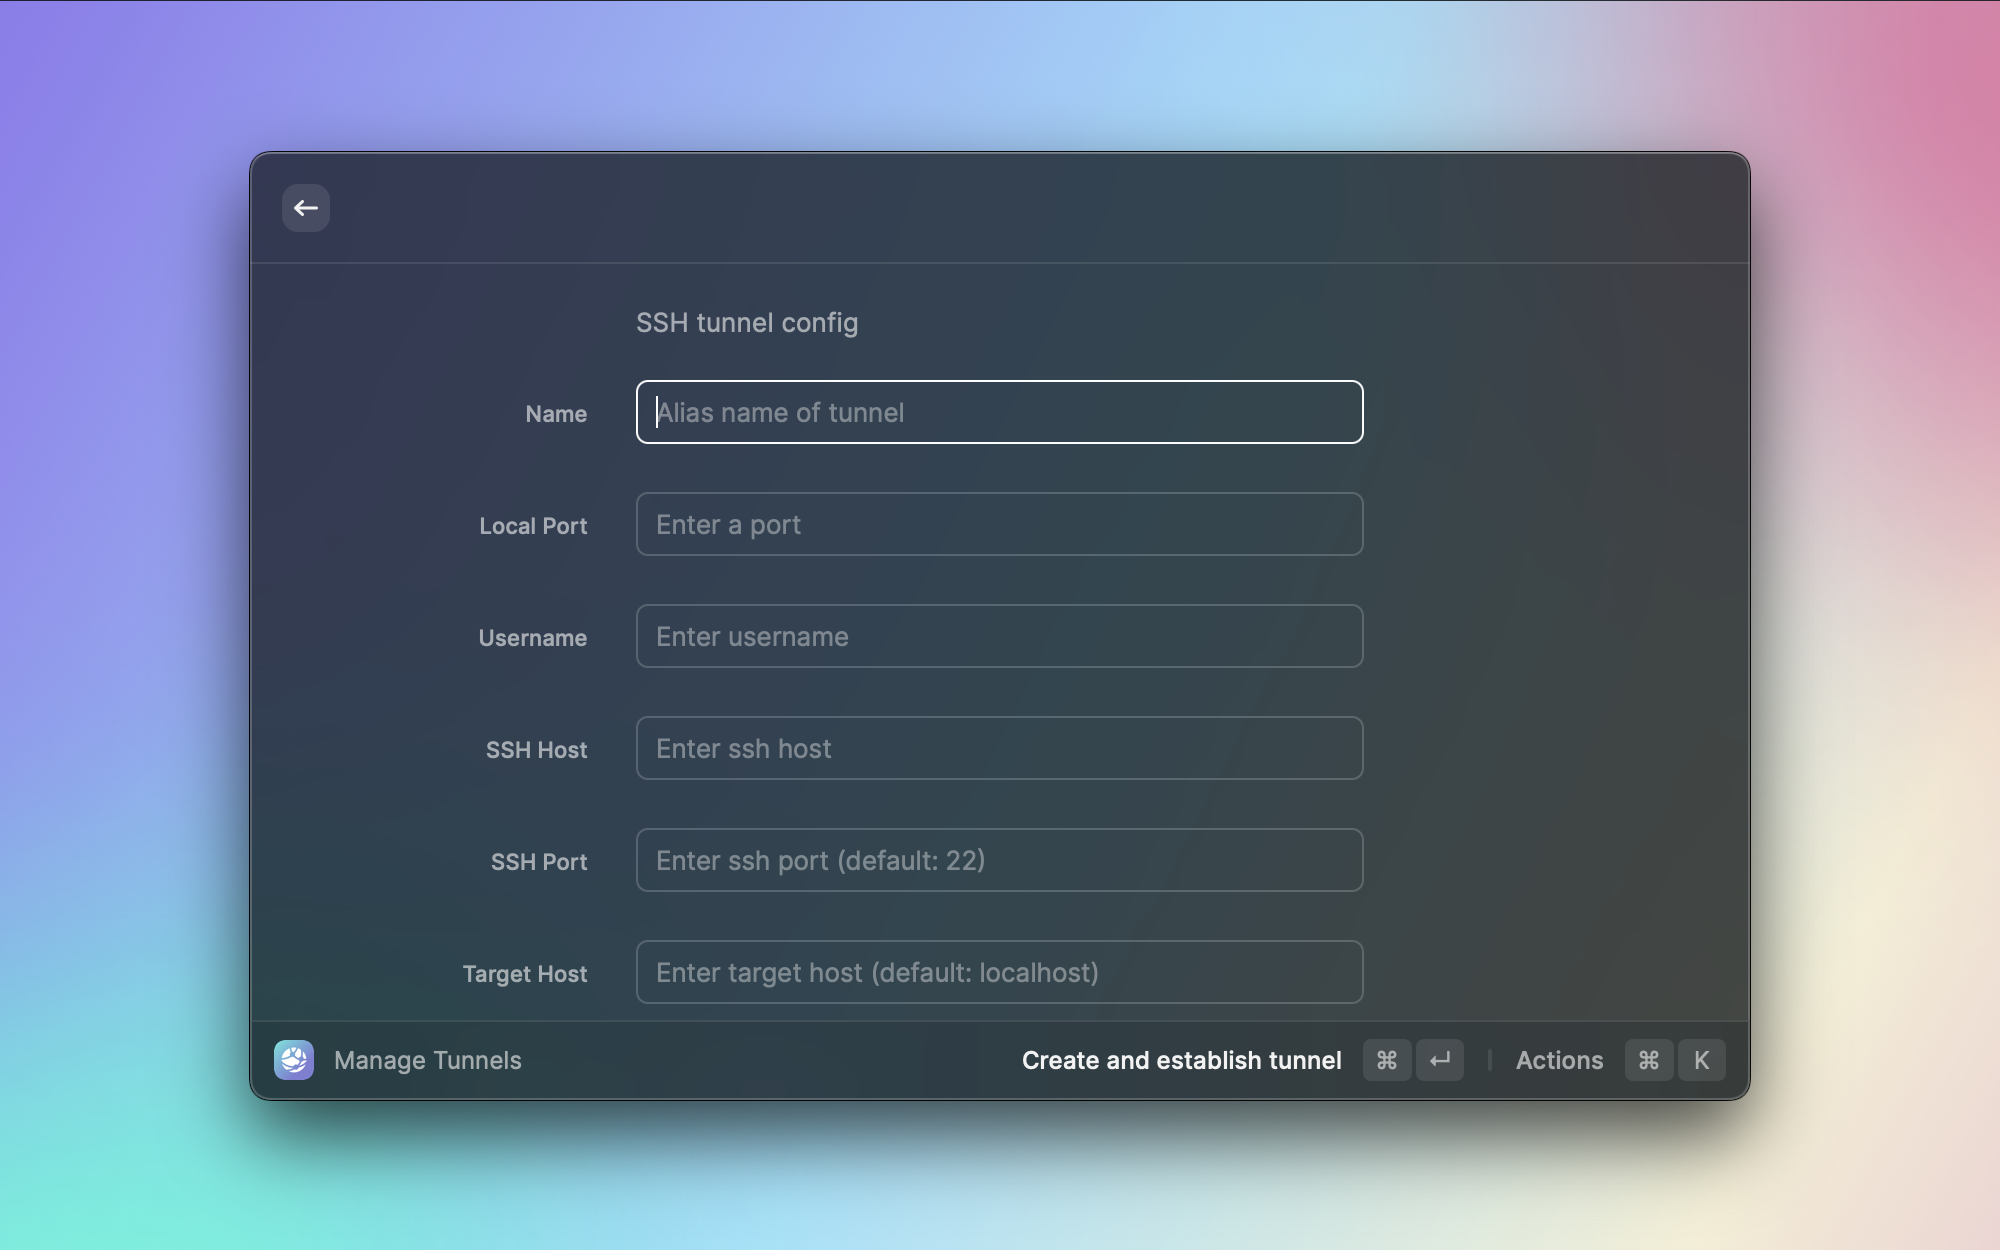 SSH tunnel config
Name
Alias name of tunnel
Local Port
Enter a port
Username
Enter username
SSH Host
Enter ssh host
SSH Port
Enter ssh port (default: 22)
Target Host
Enter target host (default: localhost)
Manage Tunnels
Create and establish tunnel ⌘ ↵
Actions ⌘ K